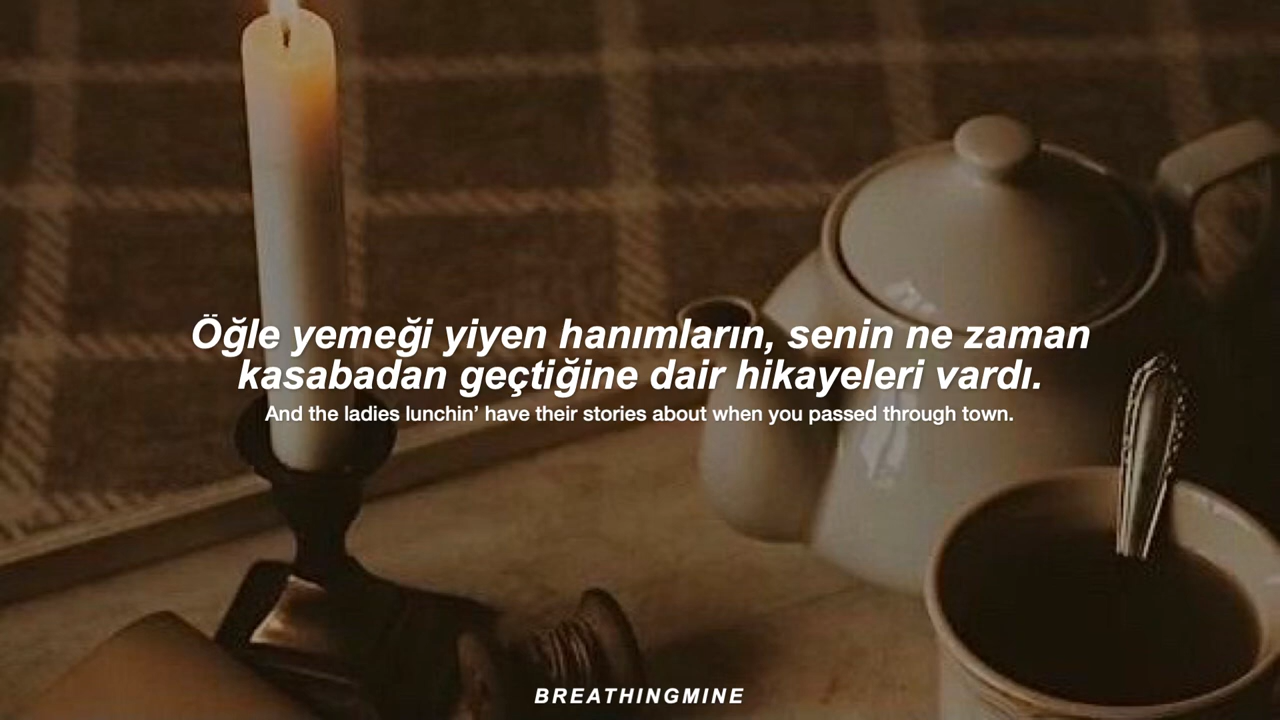 Öğle yemeği yiyen hanımların, senin ne zaman
kasabadan geçtiğine dair hikayeleri vardı.
And the ladies lunchin’ have their stories about when you passed through town.
BREATHINGMINE